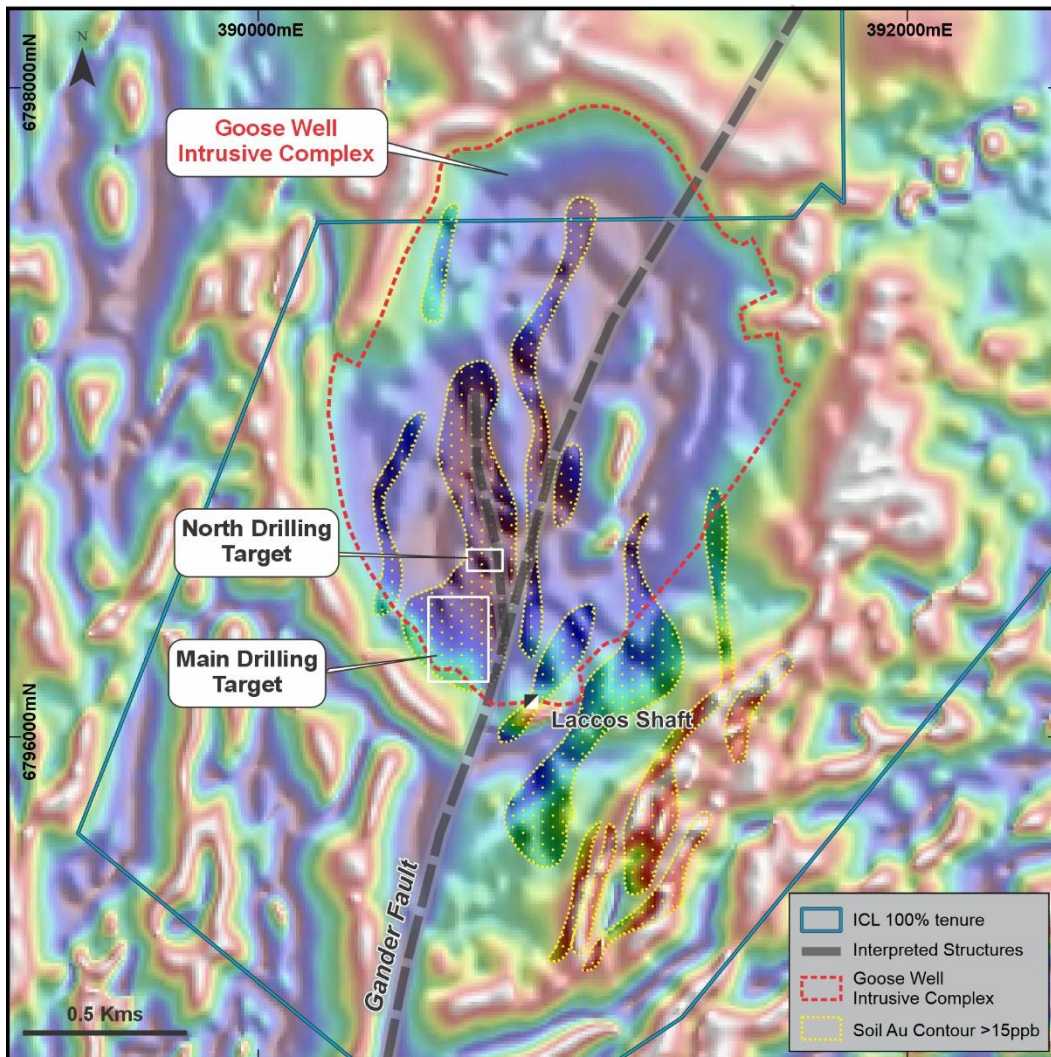 390000mE
392000mE
N
6798000mN
Goose Well
Intrusive Complex
North Drilling
Target
Main Drilling
Target
Laccos Shaft
6796000mN
Gander Fault
0.5 Kms
ICL 100% tenure
Interpreted Structures
Goose Well
Intrusive Complex
Soil Au Contour >15ppb